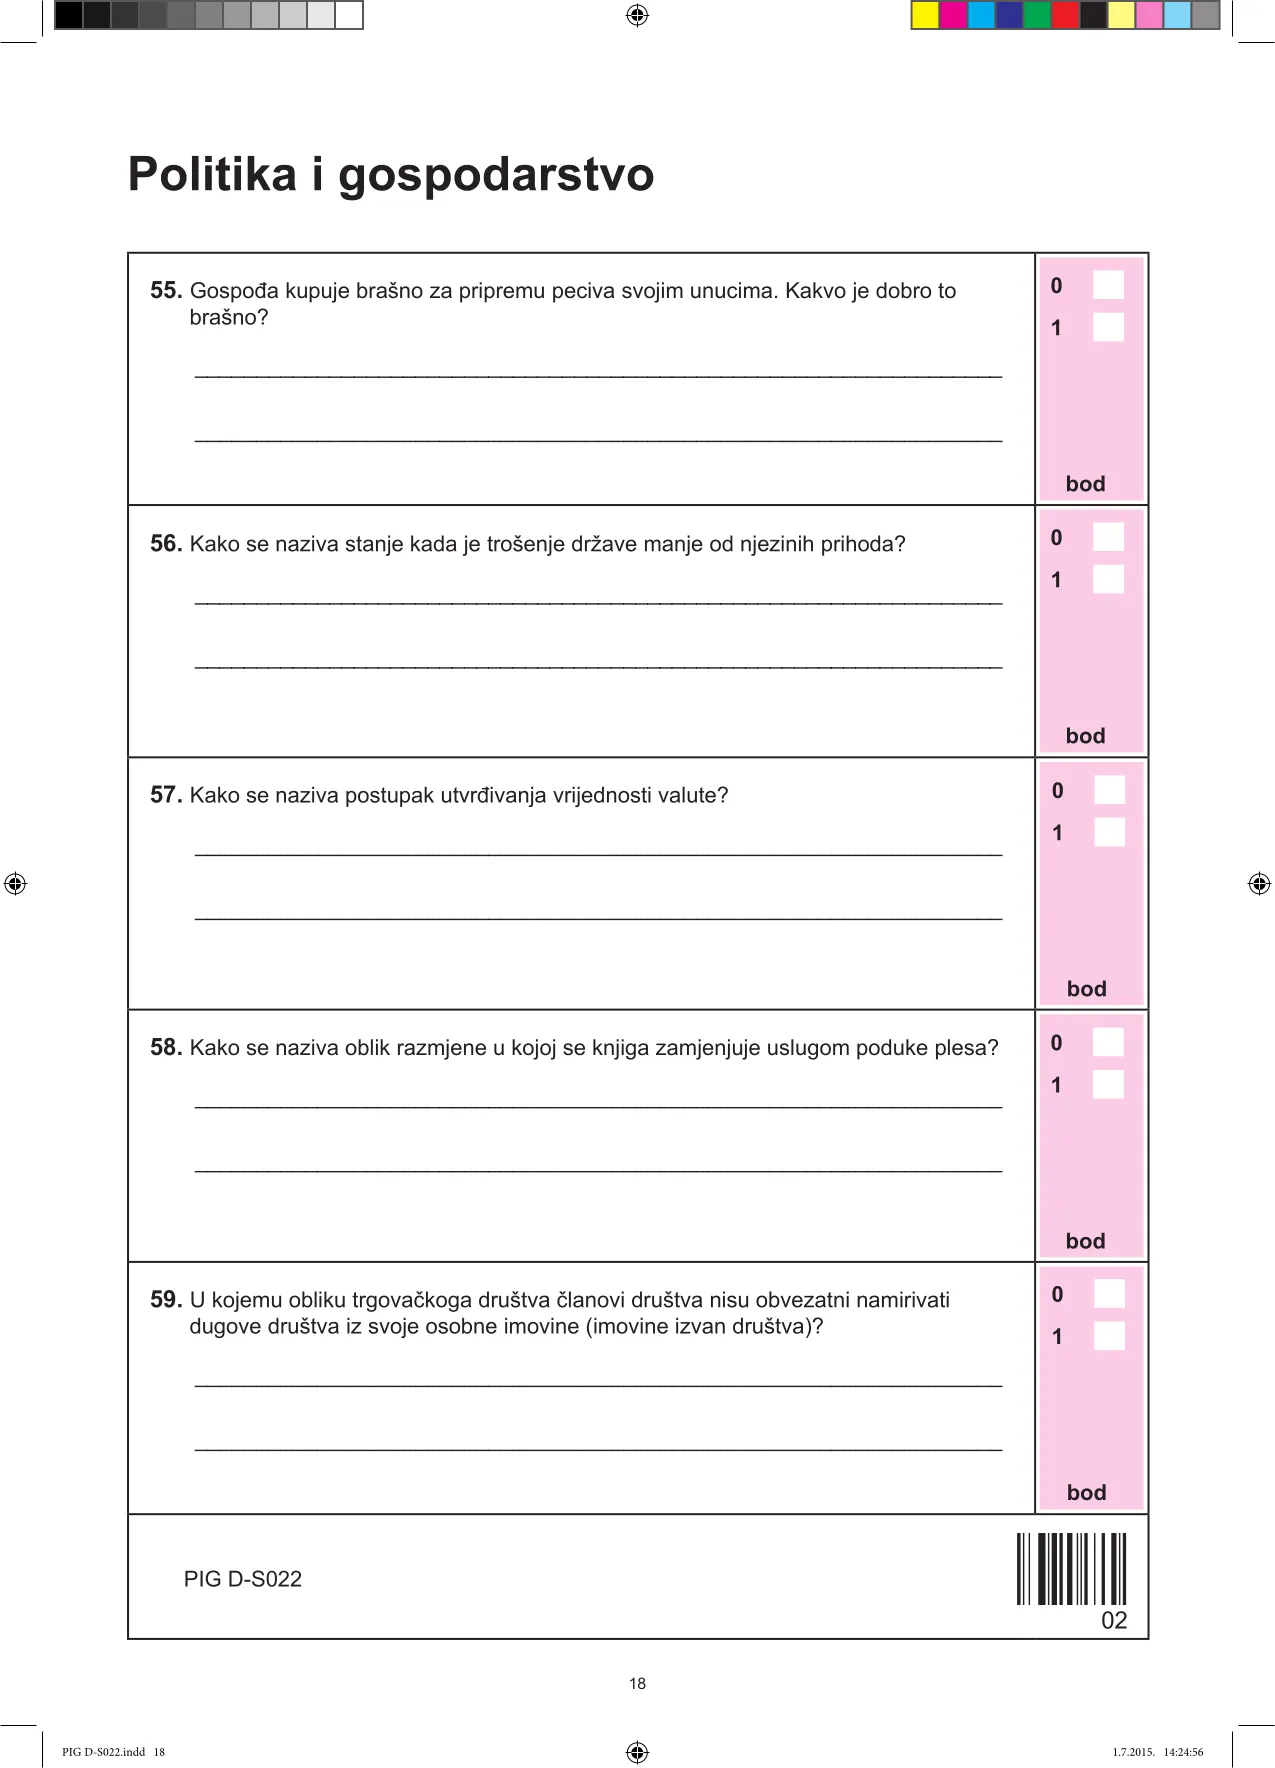 Politika i gospodarstvo
55. Gospođa kupuje brašno za pripremu peciva svojim unucima. Kakvo je dobro to
brašno?
0
1
bod
56. Kako se naziva stanje kada je trošenje države manje od njezinih prihoda?
0
1
bod
57. Kako se naziva postupak utvrđivanja vrijednosti valute?
0
1
bod
58. Kako se naziva oblik razmjene u kojoj se knjiga zamjenjuje uslugom poduke plesa?
0
1
bod
59. U kojemu obliku trgovačkoga društva članovi društva nisu obvezatni namirivati
dugove društva iz svoje osobne imovine (imovine izvan društva)?
0
1
bod
PIG D-S022
02
18
PIG D-S022.indd 18
1.7.2015. 14:24:56